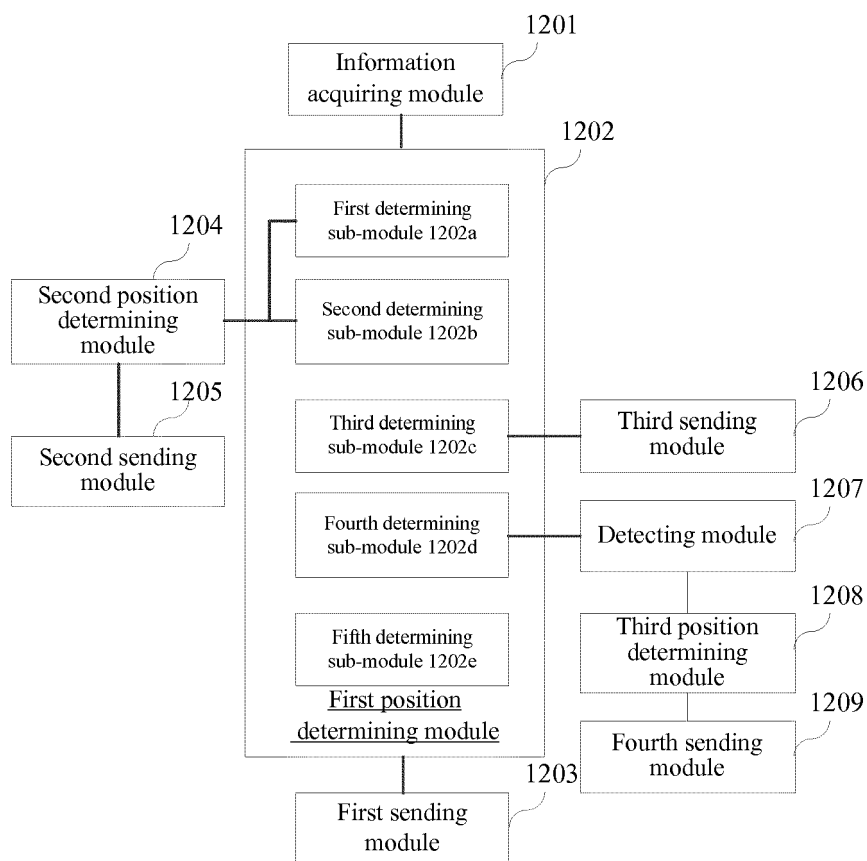 1201
Information
acquiring module
1202
First determining
sub-module 1202a
1204
Second position
determining
module
Second determining
sub-module 1202b
1205
Second sending
module
Third determining
sub-module 1202c
1206
Third sending
module
Fourth determining
sub-module 1202d
1207
Detecting module
1208
Third position
determining
module
Fifth determining
sub-module 1202e
First position
determining module
1209
Fourth sending
module
1203
First sending
module